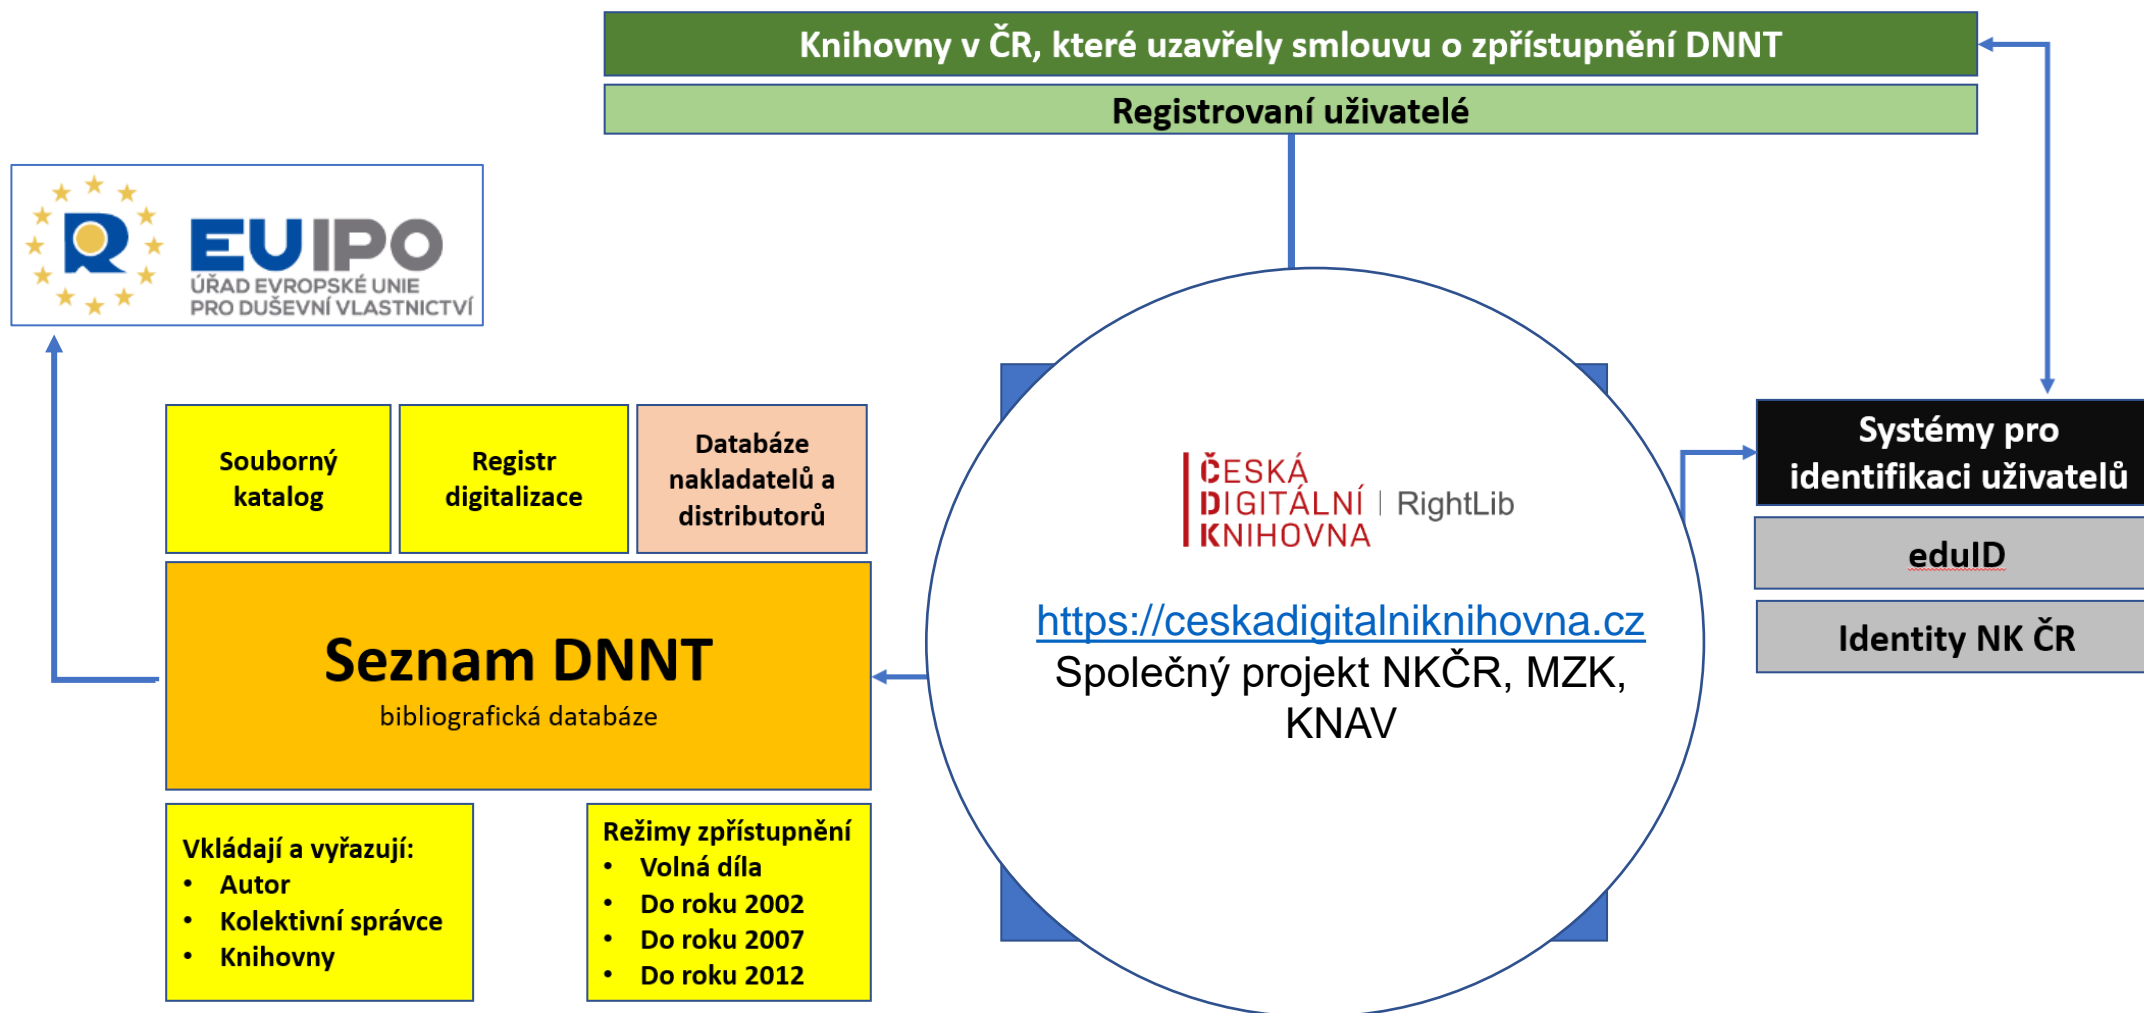 Knihovny v ČR, které uzavřely smlouvu o zpřístupnění DNNT
Registrovaní uživatelé
EUIPO
ÚŘAD EVROPSKÉ UNIE
PRO DUŠEVNÍ VLASTNICTVÍ
Souborný
katalog
Registr
digitalizace
Databáze
nakladatelů a
distributorů
Seznam DNNT
bibliografická databáze
Vkládají a vyřazují:
• Autor
• Kolektivní správce
• Knihovny
Režimy zpřístupnění
• Volná díla
• Do roku 2002
• Do roku 2007
• Do roku 2012
ČESKÁ
DIGITÁLNÍ | RightLib
KNIHOVNA
https://ceskadigitalniknihovna.cz
Společný projekt NKČR, MZK,
KNAV
Systémy pro
identifikaci uživatelů
eduID
Identity NK ČR